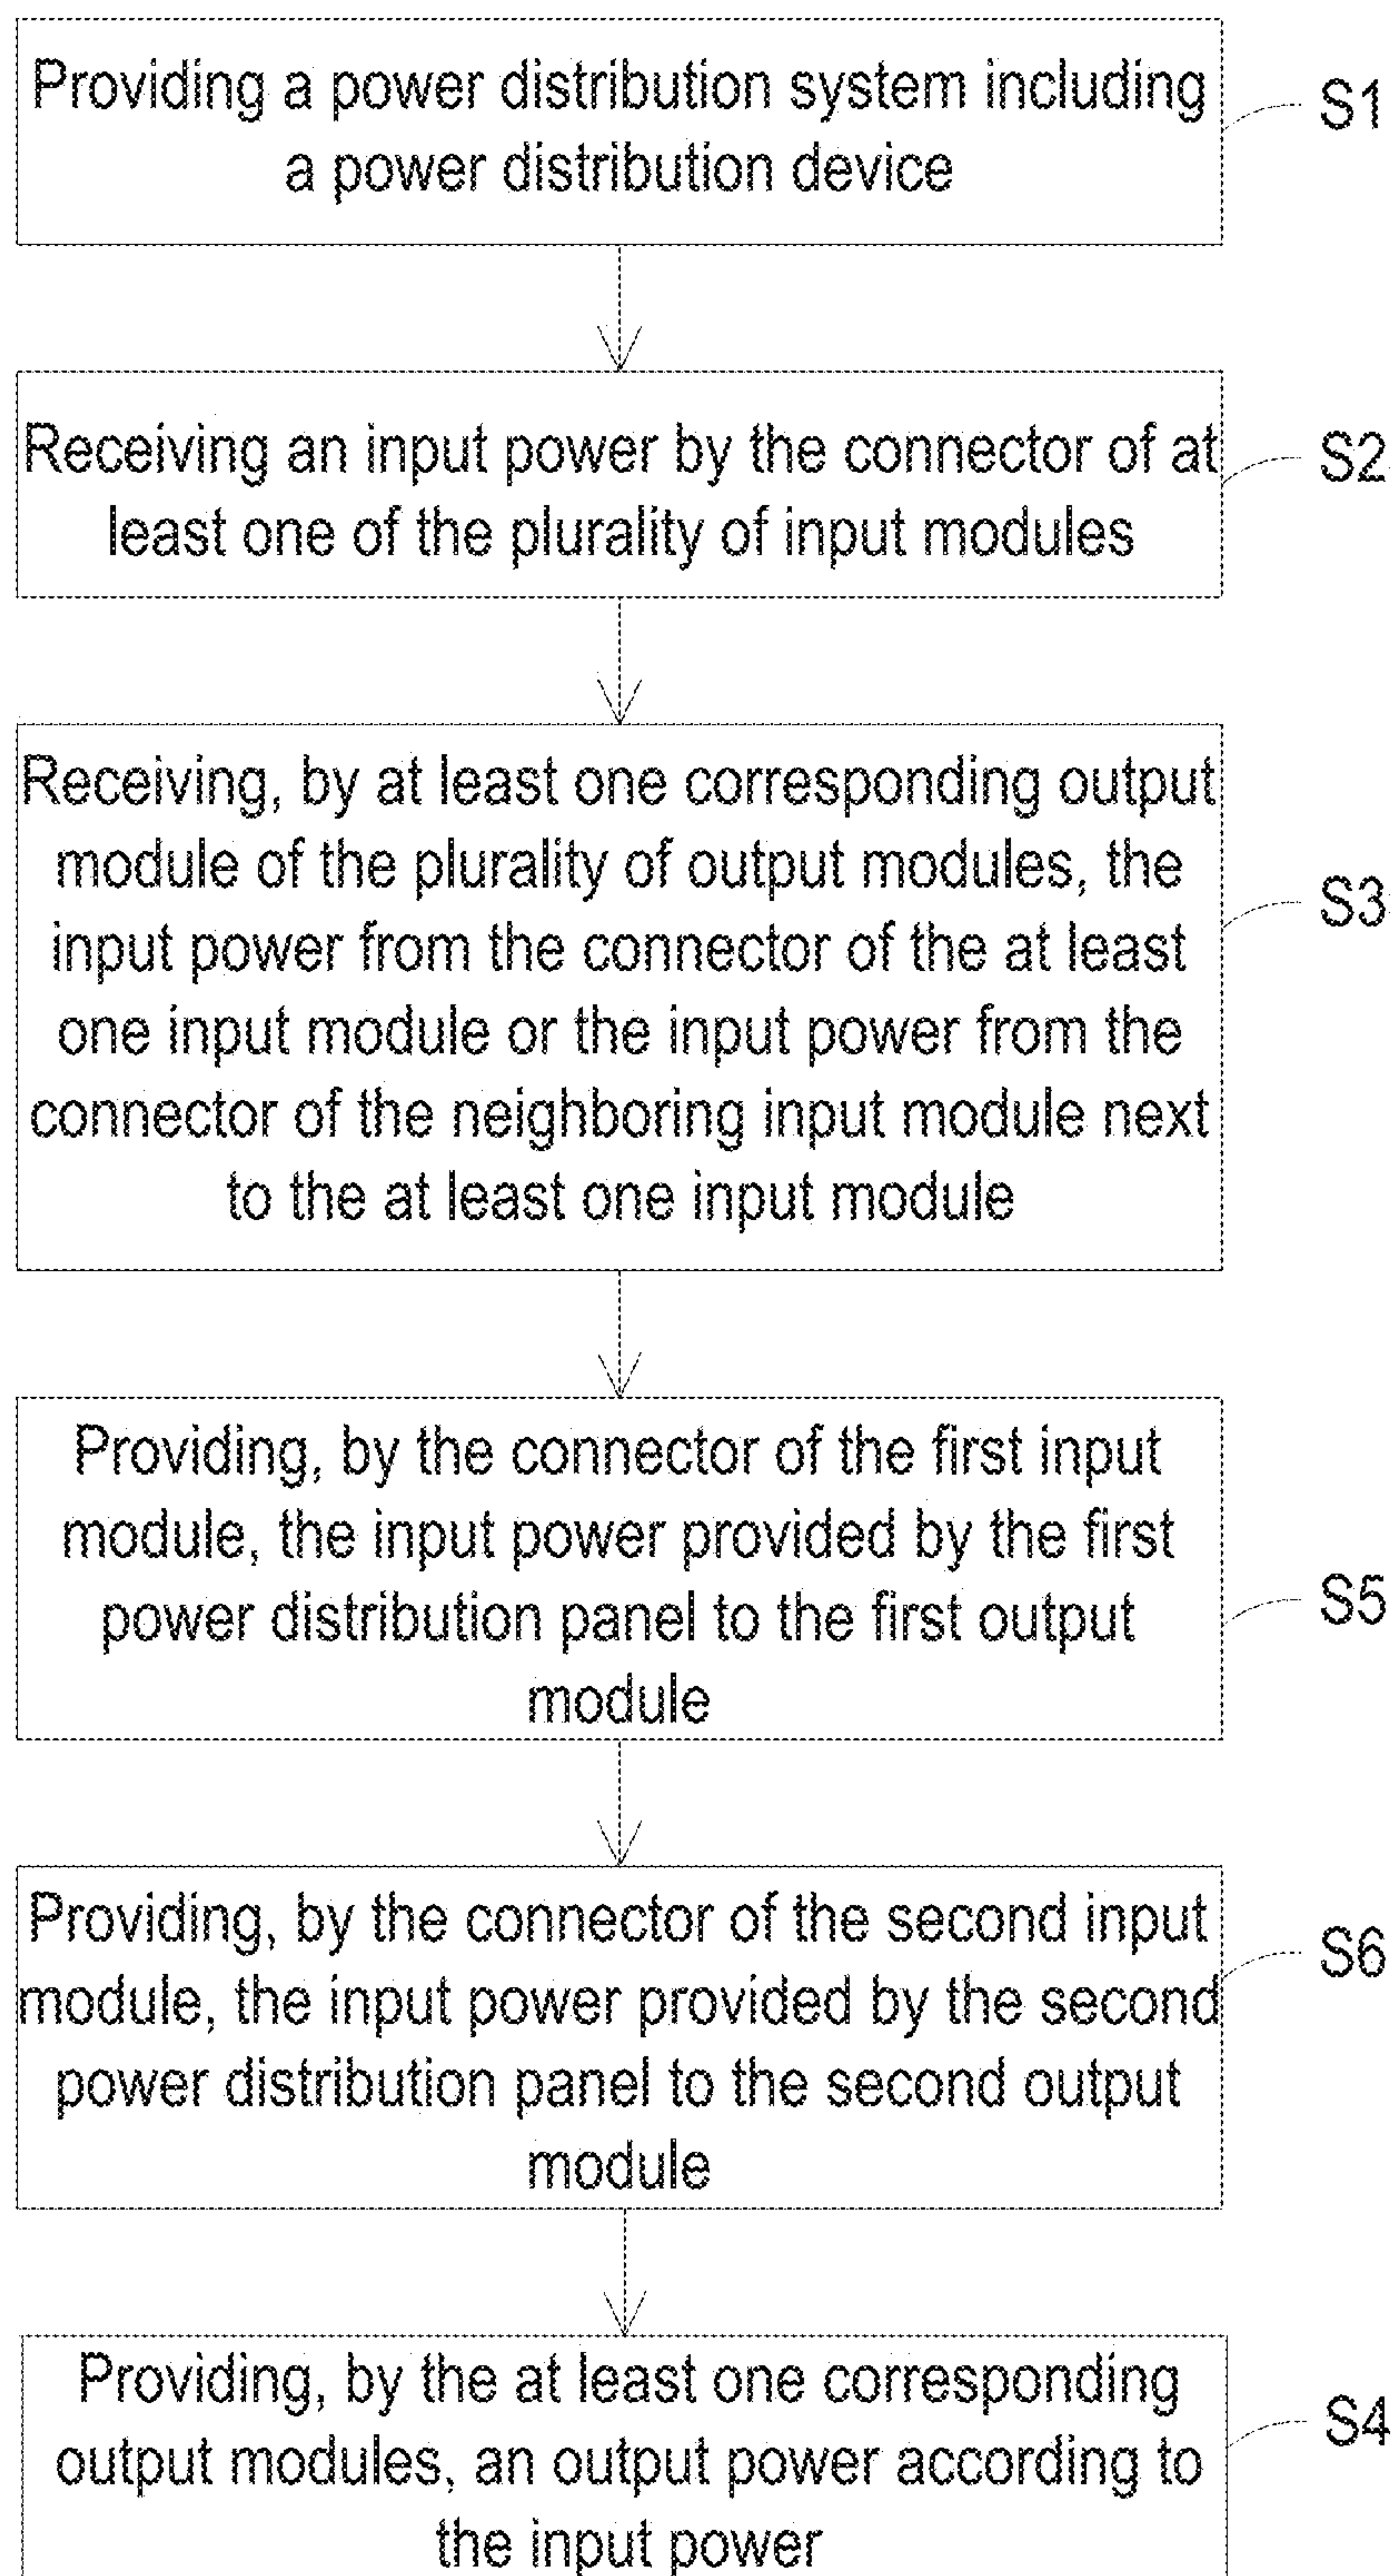 Providing a power distribution system including
a power distribution device
S1
Receiving an input power by the connector of at
least one of the plurality of input modules
S2
Receiving, by at least one corresponding output
module of the plurality of output modules, the
input power from the connector of the at least
one input module or the input power from the
connector of the neighboring input module next
to the at least one input module
S3
Providing, by the connector of the first input
module, the input power provided by the first
power distribution panel to the first output
module
S5
Providing, by the connector of the second input
module, the input power provided by the second
power distribution panel to the second output
module
S6
Providing, by the at least one corresponding
output modules, an output power according to
the input power
S4